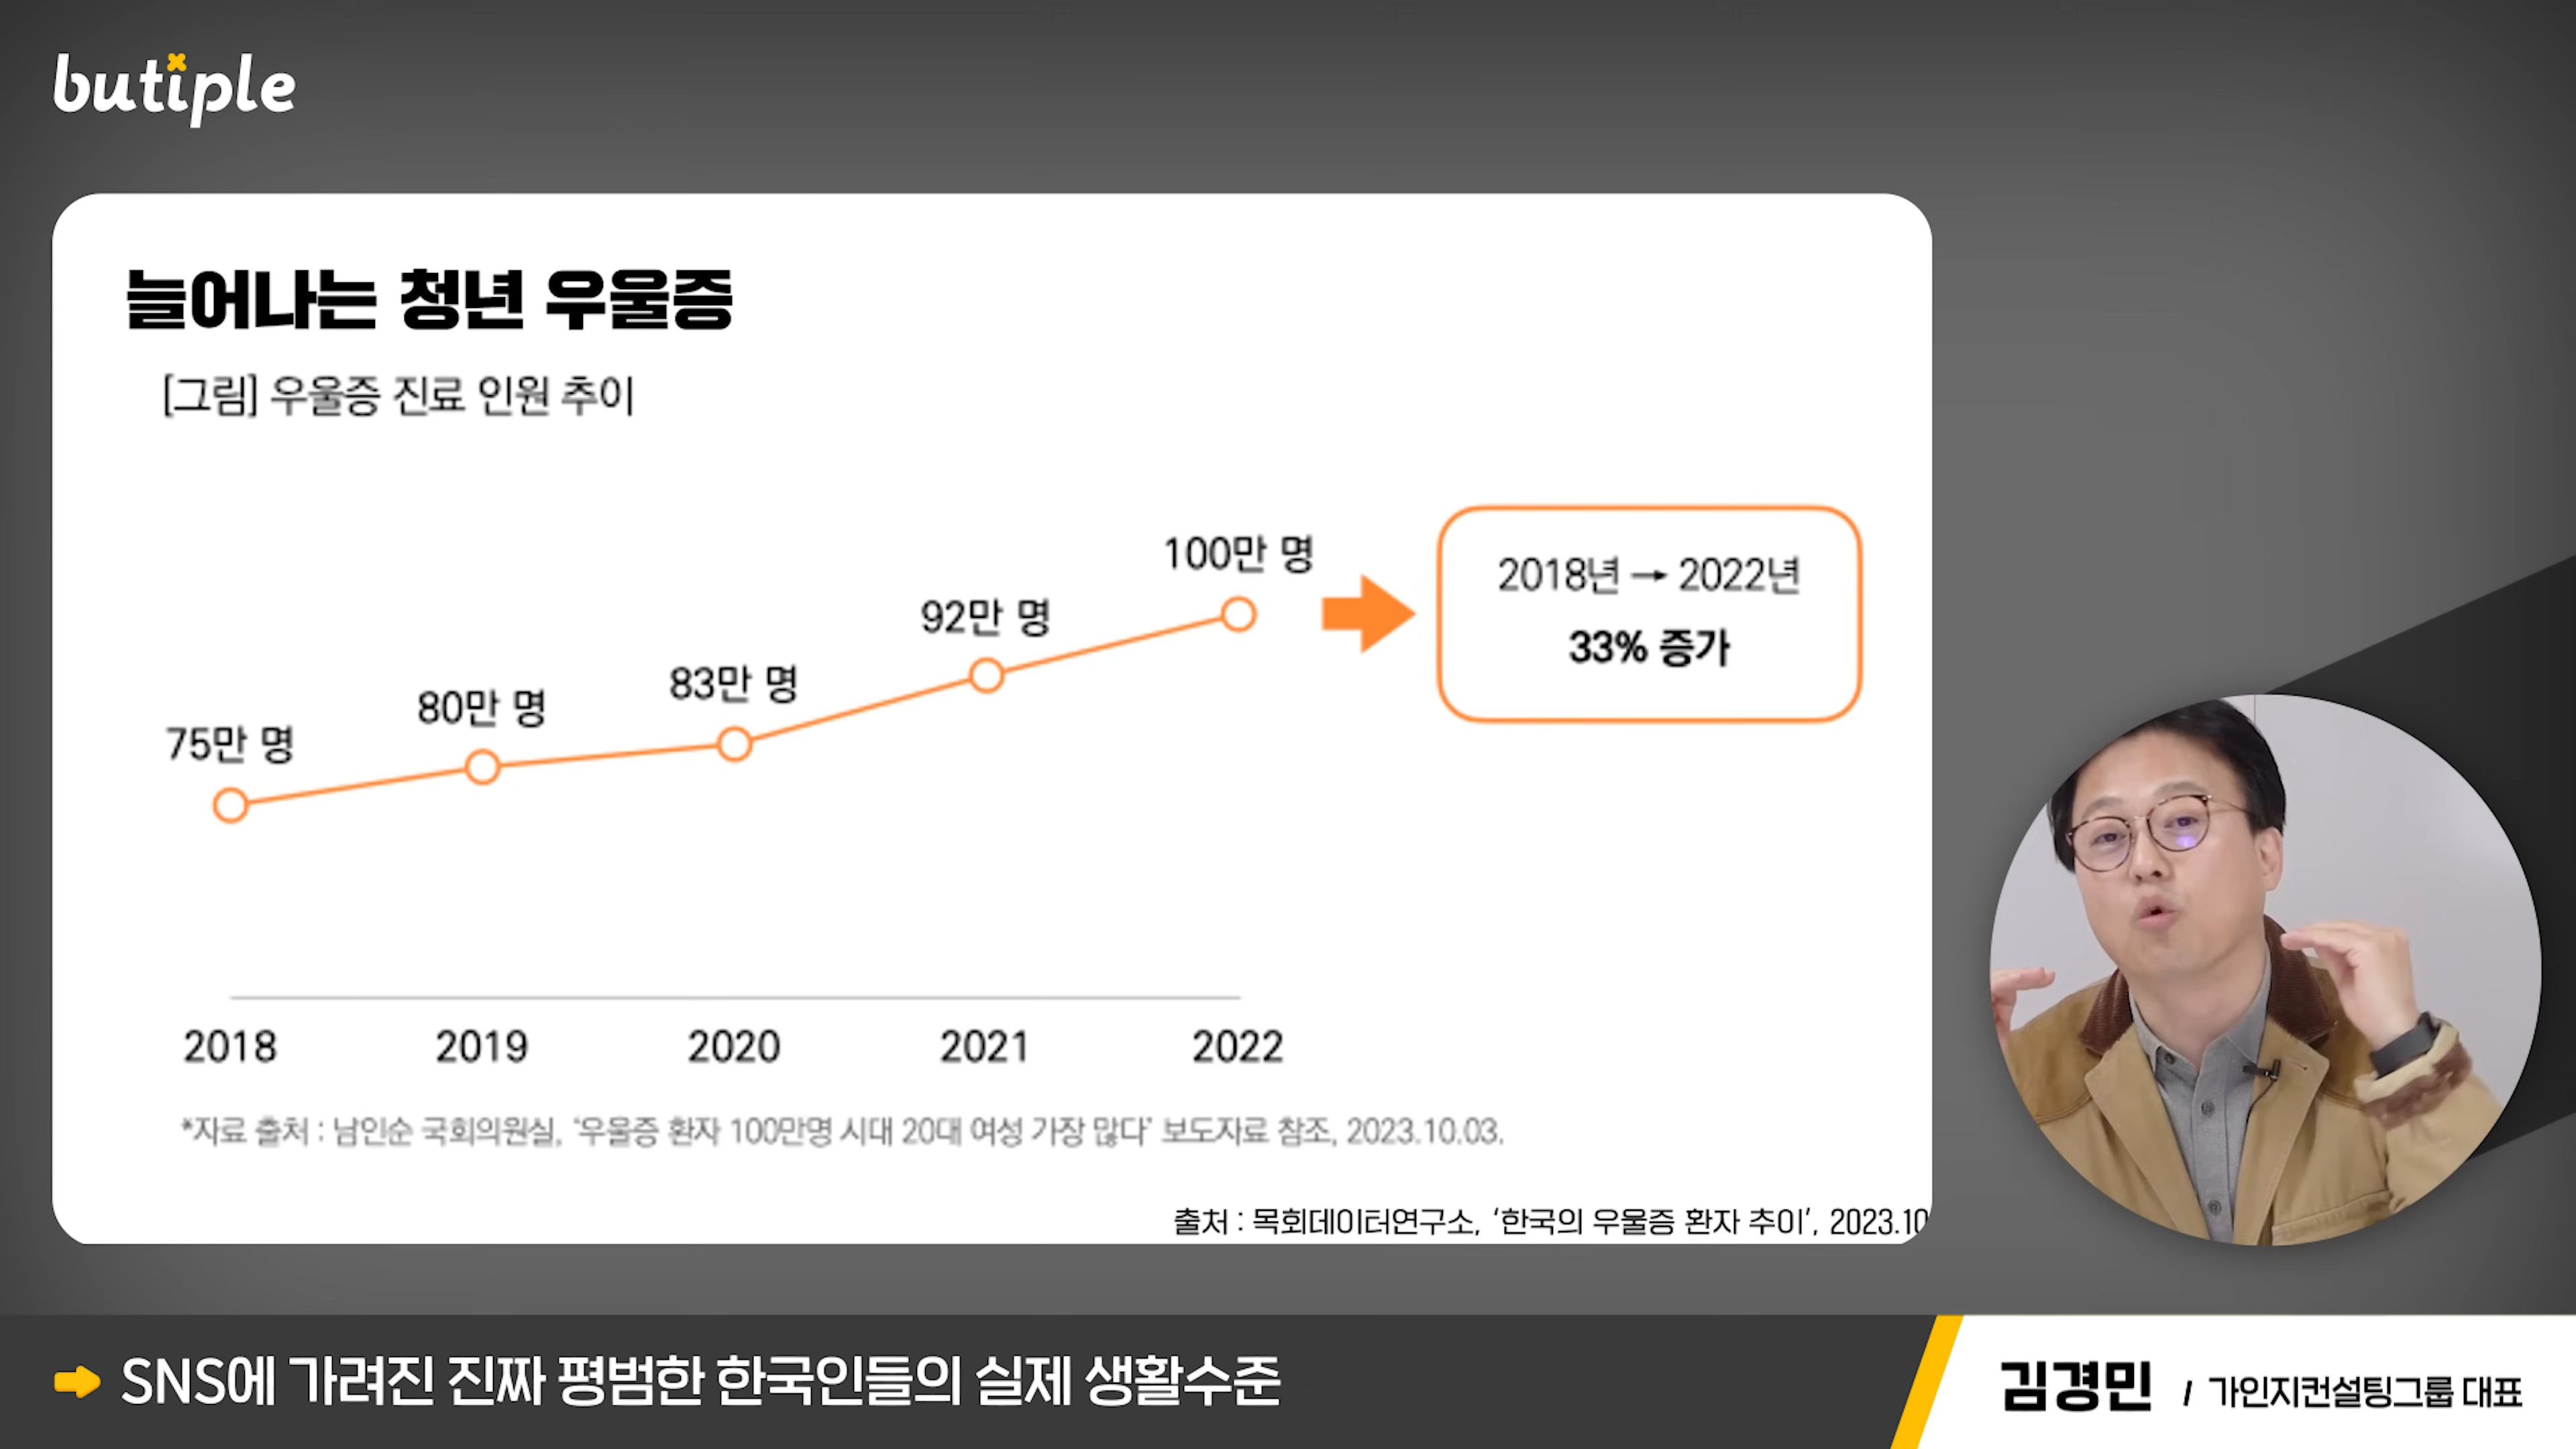 butiple
늘어나는 청년 우울증
[그림] 우울증 진료 인원 추이
75만 명
80만 명
83만 명
92만 명
100만 명
2018년 → 2022년
33% 증가
2018
2019
2020
2021
2022
*자료 출처 : 남인순 국회의원실, ‘우울증 환자 100만명 시대 20대 여성 가장 많다’ 보도자료 참조, 2023.10.03.
출처 : 목회데이터연구소, ‘한국의 우울증 환자 추이’, 2023.10
SNS에 가려진 진짜 평범한 한국인들의 실제 생활수준
김경민 / 가인지컨설팅그룹 대표